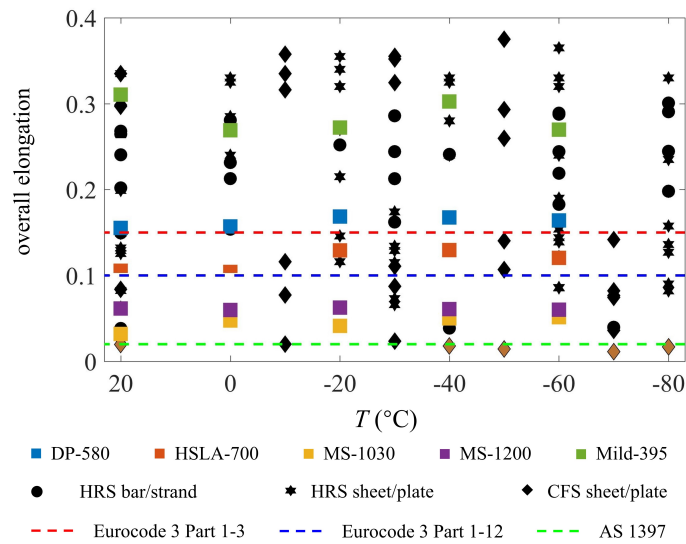 overall elongation
0.4
0.3
0.2
0.1
0
20 0 -20 -40 -60 -80
T (°C)
DP-580 HSLA-700 MS-1030 MS-1200 Mild-395
HRS bar/strand HRS sheet/plate CFS sheet/plate
Eurocode 3 Part 1-3 Eurocode 3 Part 1-12 AS 1397